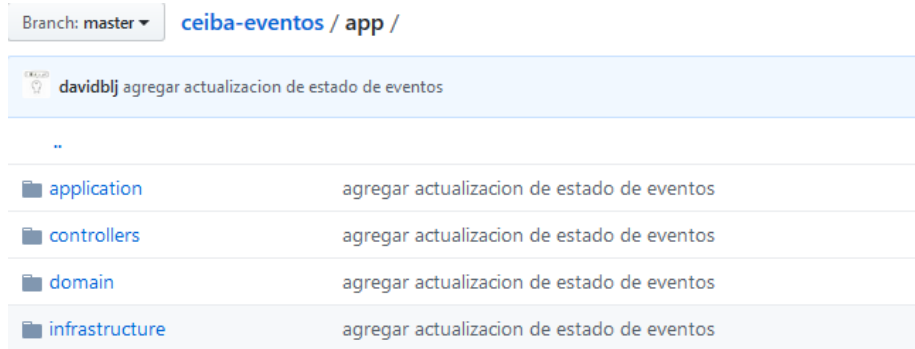 Branch: master ceiba-eventos / app /
davidblj agregar actualizacion de estado de eventos
..
application agregar actualizacion de estado de eventos
controllers agregar actualizacion de estado de eventos
domain agregar actualizacion de estado de eventos
infrastructure agregar actualizacion de estado de eventos